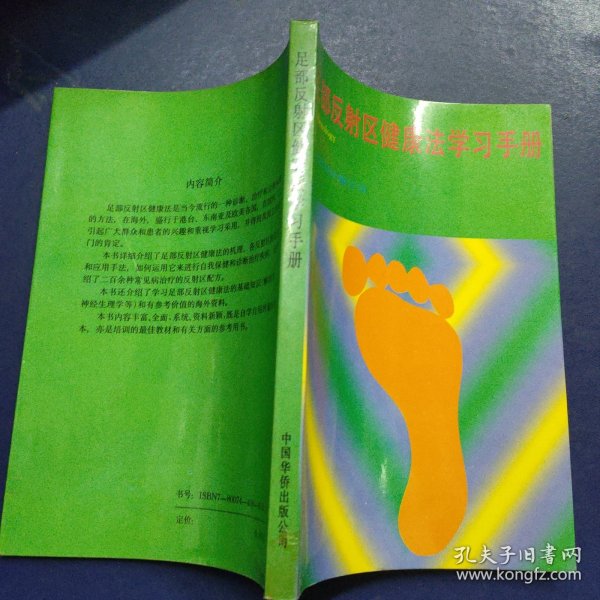 内容简介
足部反射区健康法是当今流行的一种诊断、治疗
的方法，在海外，盛行于港台、东南亚及欧美各国，
引起广大群众和患者的兴趣和重视学习采用，
门的肯定。
本书详细介绍了足部反射区健康法的机理、各反射
和应用手法，如何运用它来进行自我保健和诊断治疗疾
绍了二百余种常见病治疗的反射区配方。
本书还介绍了学习足部反射区健康法的基础知识
神经生理学等)和有参考价值的海外资料。
本书内容丰富、全面、系统、资料新颖，既是自学
本，亦是培训的最佳教材和有关方面的参考用书。
书号：ISBN7—80074—
定价：
足部反射区健康法学习手册
中国华侨出版公司
部反射区健康法学习手册
孔夫子旧书网
www.kongfz.com